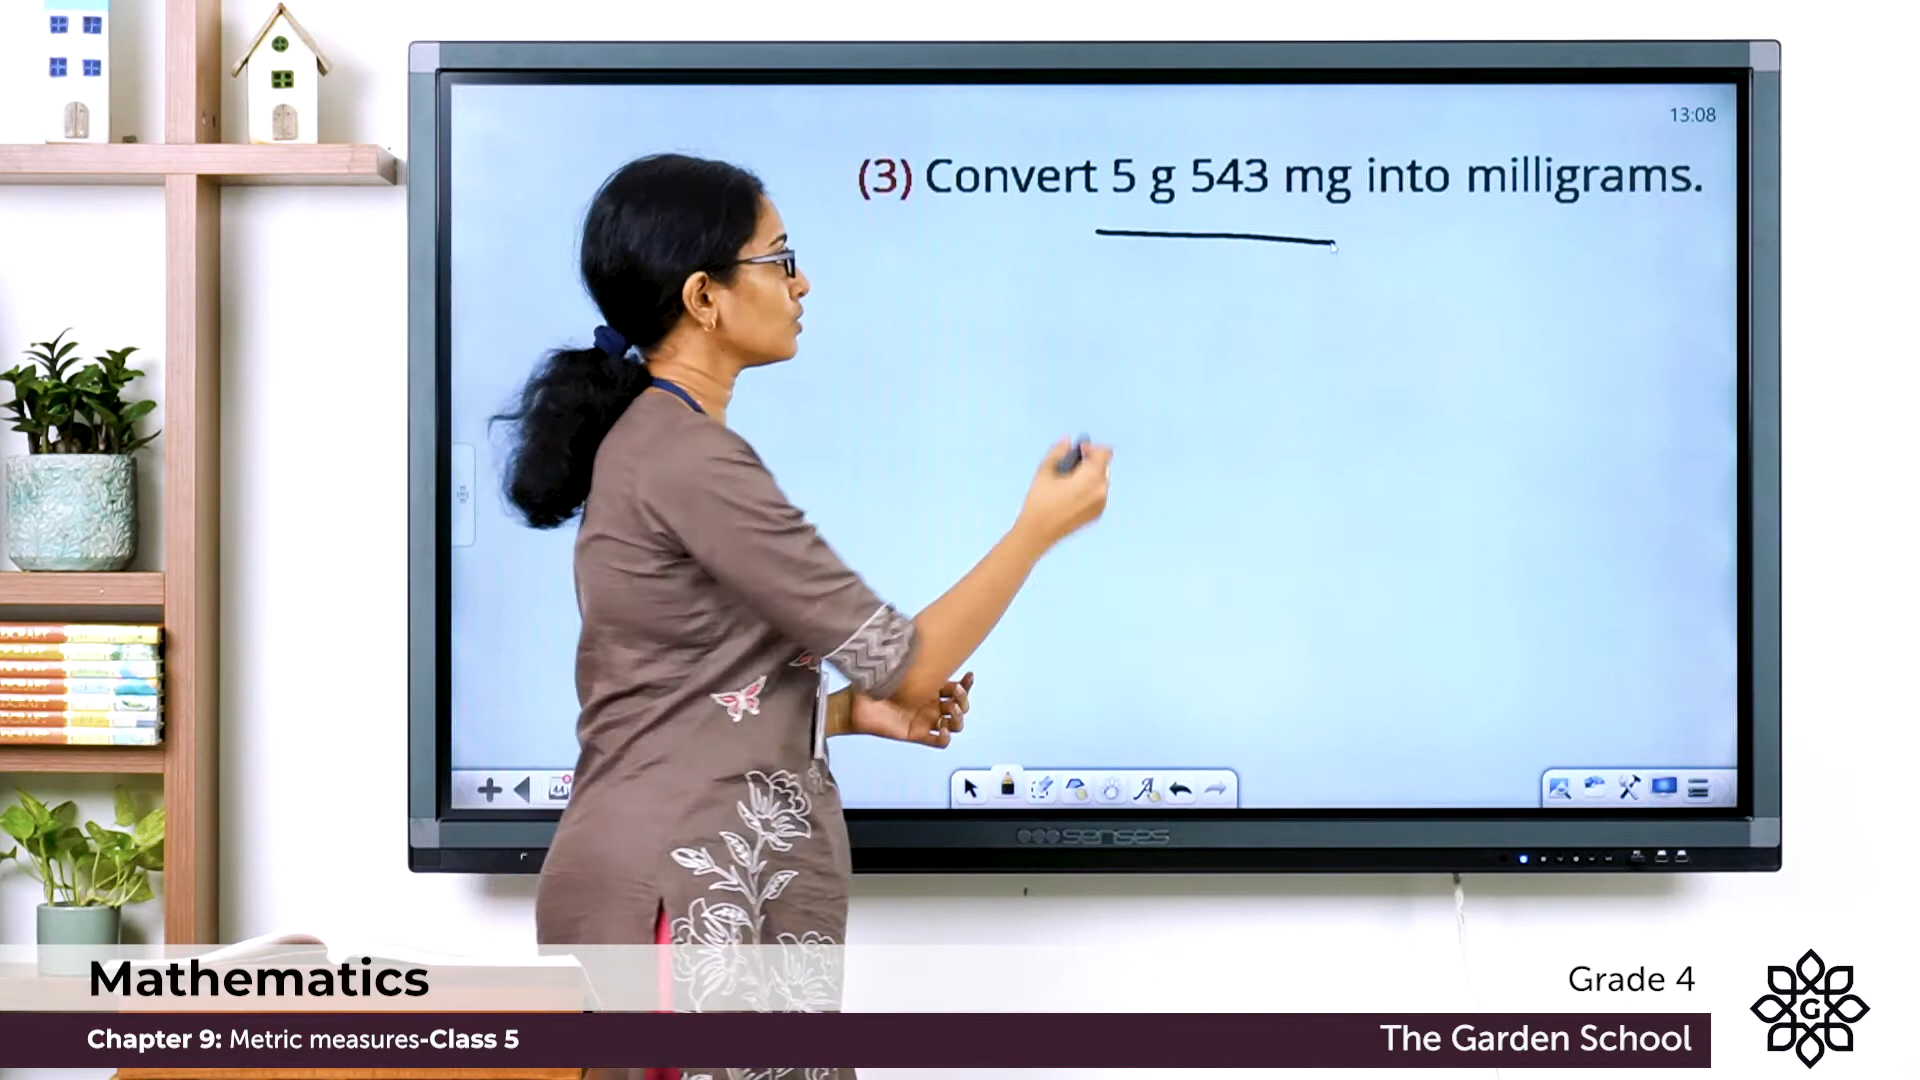 13:08
(3) Convert 5 g 543 mg into milligrams.
senses
Mathematics
Grade 4
Chapter 9: Metric measures-Class 5
The Garden School
G